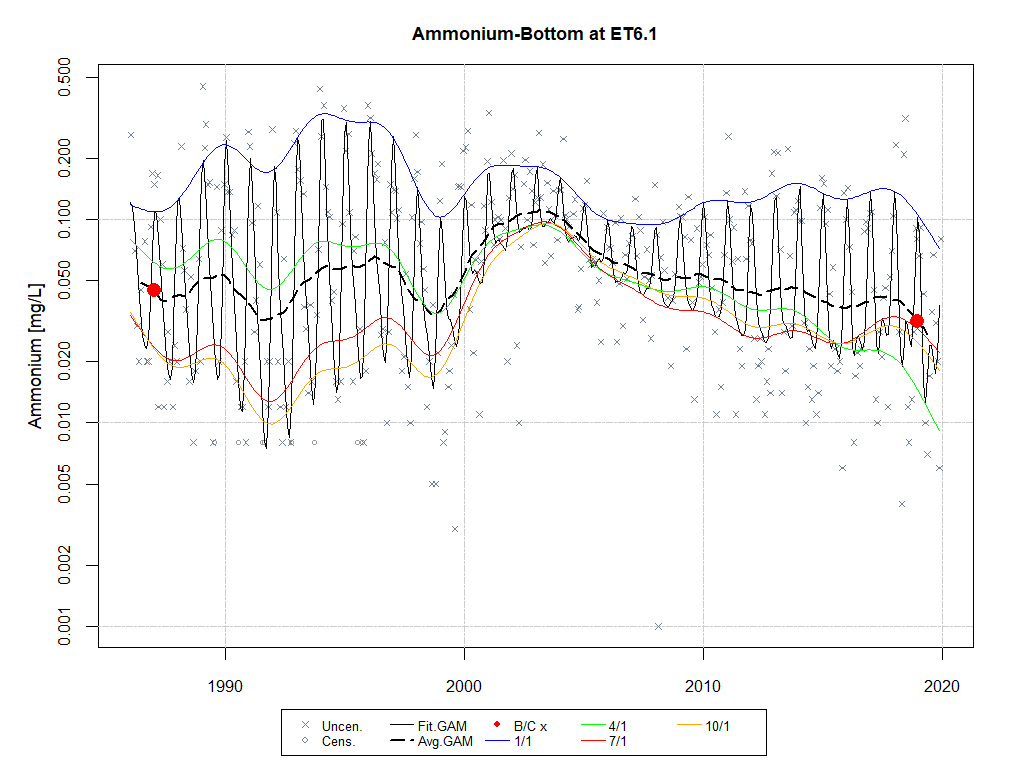 Ammonium-Bottom at ET6.1
Ammonium [mg/L]
0.500
0.200
0.100
0.050
0.020
0.010
0.005
0.002
0.001
1990 2000 2010 2020
Uncen. Fit.GAM B/C x 4/1 10/1
Cens. Avg.GAM 1/1 7/1